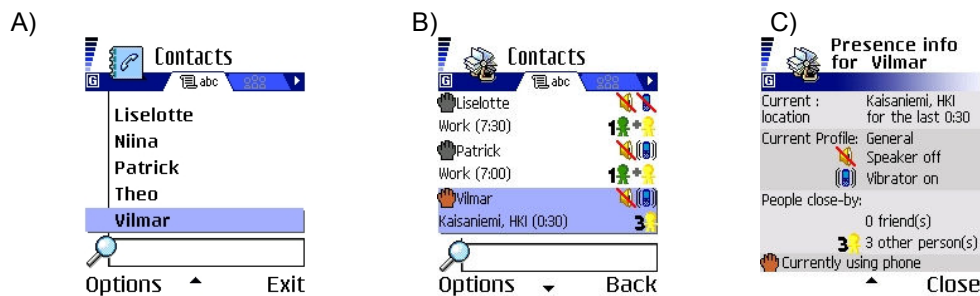 A)
Contacts
G
abc
Liselotte
Niina
Patrick
Theo
Vilmar
Options
Exit
B)
Contacts
G
abc
Liselotte
Work (7:30)
1 +
Patrick
Work (7:00)
1 +
Vilmar
Kaisaniemi, HKI (0:30)
3
Options
Back
C)
Presence info
for Vilmar
G
Current : Kaisaniemi, HKI
location for the last 0:30
Current Profile: General
Speaker off
Vibrator on
People close-by:
0 friend(s)
3 3 other person(s)
Currently using phone
Close